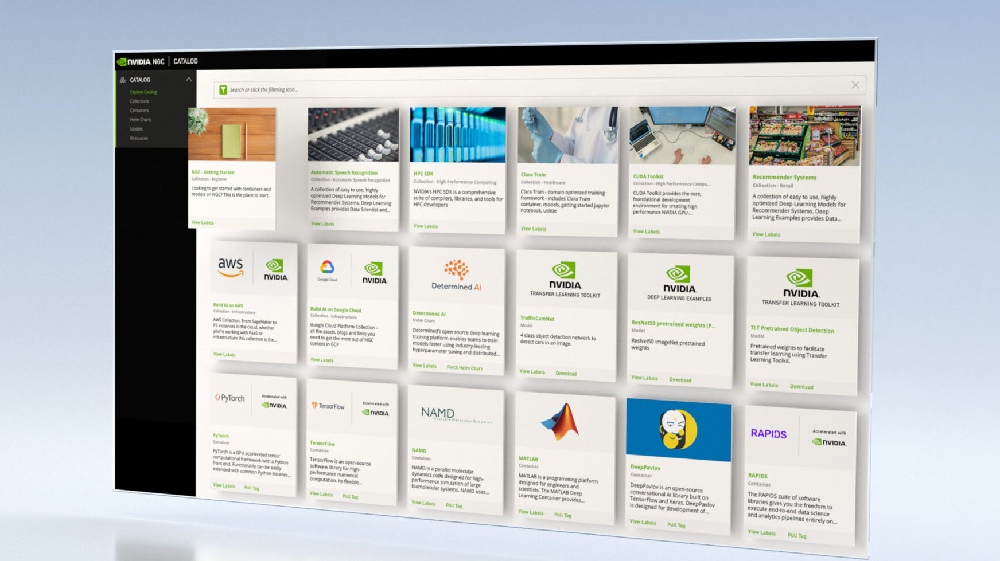 NVIDIA. NGC | CATALOG
CATALOG
Explore Catalog
Collections
Containers
Helm Charts
Models
Resources
Search or click the filtering icon...
NGC - Getting Started
Collection - Beginner
Looking to get started with containers and
models on NGC? This is the place to start..
View Labels
Automatic Speech Recognition
Collection - Automatic Speech Recognition
A collection of easy to use, highly
optimized Deep Learning Models for
Recommender Systems. Deep Learning
Examples provides Data Scientist and...
View Labels
HPC SDK
Collection - High Performance Computing
NVIDIA's HPC SDK is a comprehensive
suite of compilers, libraries, and tools for
HPC developers
View Labels
Clara Train
Collection - Healthcare
Clara Train - domain optimized training
framework - includes Clara Train
container, models, getting started jupyter
notebook, utilitie
View Labels
CUDA Toolkit
Collection - High Performance Compu...
CUDA Toolkit provides the core,
foundational development
environment for creating high
performance NVIDIA GPU-...
View Labels
SAVE
Recommender Systems
Collection - Retail
A collection of easy to use, highly
optimized Deep Learning Models for
Recommender Systems. Deep
Learning Examples provides Data...
View Labels
aws
NVIDIA.
Build AI on AWS
Collection - Infrastructure
AWS Collection. From SageMaker to
P3 instances in the cloud, whether
you're working with PaaS or
infrastructure this collection is the...
View Labels
Google Cloud
NVIDIA.
Build AI on Google Cloud
Collection - Infrastructure
Google Cloud Platform Collection -
all the assets, blogs and links you
need to get the most out of NGC
content in GCP
View Labels
Determined AI
Determined AI
Helm Chart
Determined's open source deep learning
training platform enables teams to train
models faster using industry-leading
hyperparameter tuning and distributed...
View Labels Fetch Helm Chart
NVIDIA.
TRANSFER LEARNING TOOLKIT
TrafficCamNet
Model
4 class object detection network to
detect cars in an image.
View Labels Download
NVIDIA.
DEEP LEARNING EXAMPLES
ResNet50 pretrained weights (P...
Model
ResNet50 ImageNet pretrained
weights
View Labels Download
NVIDIA.
TRANSFER LEARNING TOOLKIT
TLT Pretrained Object Detection
Model
Pretrained weights to facilitate
transfer learning using Transfer
Learning Toolkit.
View Labels Download
PyTorch
Accelerated with
NVIDIA.
PyTorch
Container
PyTorch is a GPU accelerated tensor
computational framework with a Python
front end. Functionality can be easily
extended with common Python libraries...
View Labels Pull Tag
TensorFlow
Accelerated with
NVIDIA.
TensorFlow
Container
TensorFlow is an open-source
software library for high-
performance numerical
computation. Its flexible...
View Labels Pull Tag
NAMD
Scalable Molecular Dynamics
NAMD
Container
NAMD is a parallel molecular
dynamics code designed for high-
performance simulation of large
biomolecular systems. NAMD uses...
View Labels Pull Tag
MATLAB
Container
MATLAB is a programming platform
designed for engineers and
scientists. The MATLAB Deep
Learning Container provides...
View Labels Pull Tag
DeepPavlov
Container
DeepPavlov is an open-source
conversational AI library built on
TensorFlow and Keras. DeepPavlov
is designed for development of...
View Labels Pull Tag
RAPIDS
Accelerated with
NVIDIA.
RAPIDS
Container
The RAPIDS suite of software
libraries gives you the freedom to
execute end-to-end data science
and analytics pipelines entirely on...
View Labels Pull Tag